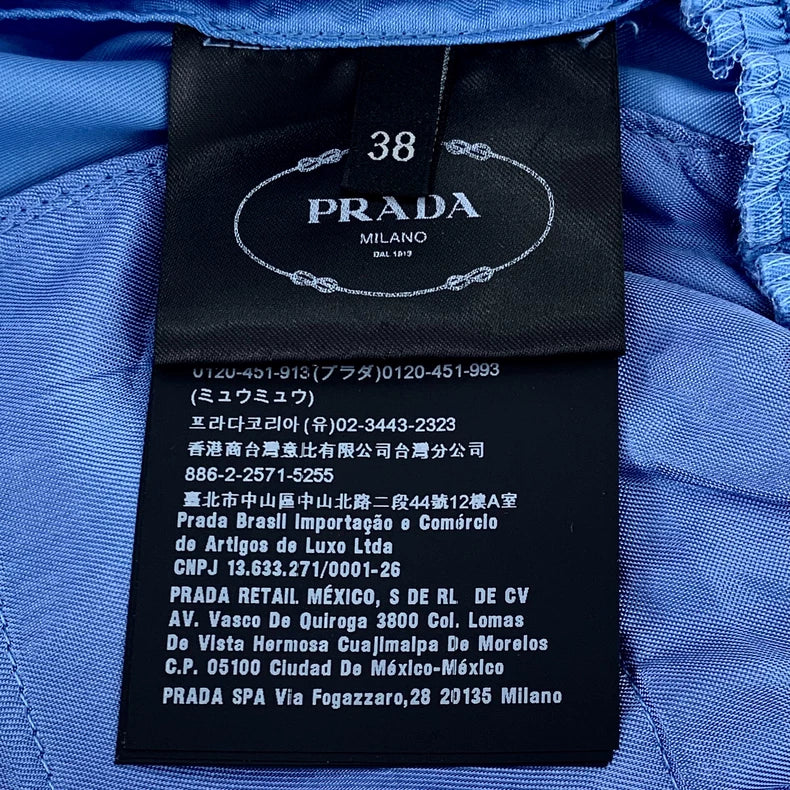 38
PRADA
MILANO
DAL 1913
0120-451-913(プラダ)0120-451-993
(ミュウミュウ)
프라다코리아(유)02-3443-2323
香港商台灣意比有限公司台灣分公司
886-2-2571-5255
臺北市中山區中山北路二段44號12樓A室
Prada Brasil Importação e Comércio
de Artigos de Luxo Ltda
CNPJ 13.633.271/0001-26
PRADA RETAIL MÉXICO, S DE RL DE CV
AV. Vasco De Quiroga 3800 Col. Lomas
De Vista Hermosa Cuajimalpa De Morelos
C.P. 05100 Ciudad De México-México
PRADA SPA Via Fogazzaro,28 20135 Milano